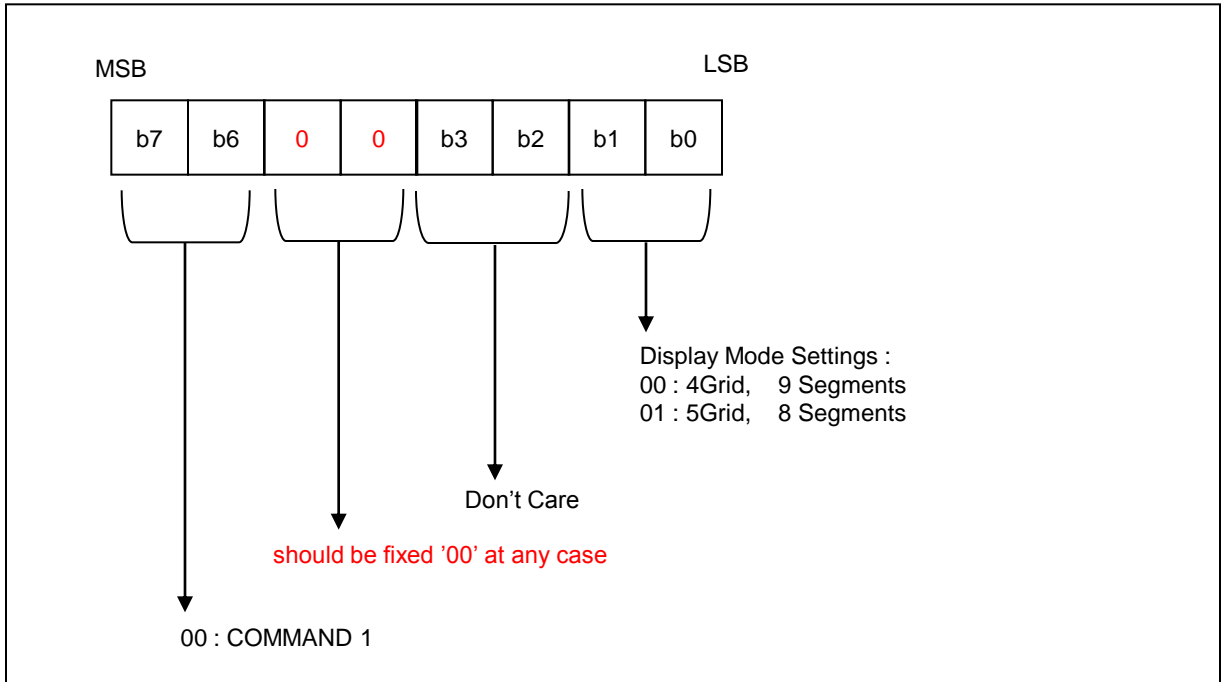 MSB
LSB
b7 b6 0 0 b3 b2 b1 b0
Display Mode Settings :
00 : 4Grid, 9 Segments
01 : 5Grid, 8 Segments
Don’t Care
should be fixed ’00’ at any case
00 : COMMAND 1